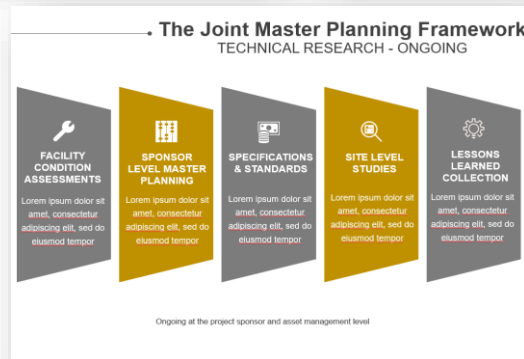 The Joint Master Planning Framework
TECHNICAL RESEARCH - ONGOING
FACILITY
CONDITION
ASSESSMENTS
Lorem ipsum dolor sit
amet, consectetur
adipiscing elit, sed do
eiusmod tempor
SPONSOR
LEVEL MASTER
PLANNING
Lorem ipsum dolor sit
amet, consectetur
adipiscing elit, sed do
eiusmod tempor
SPECIFICATIONS
& STANDARDS
Lorem ipsum dolor sit
amet, consectetur
adipiscing elit, sed do
eiusmod tempor
SITE LEVEL
STUDIES
Lorem ipsum dolor sit
amet, consectetur
adipiscing elit, sed do
eiusmod tempor
LESSONS
LEARNED
COLLECTION
Lorem ipsum dolor sit
amet, consectetur
adipiscing elit, sed do
eiusmod tempor
Ongoing at the project sponsor and asset management level